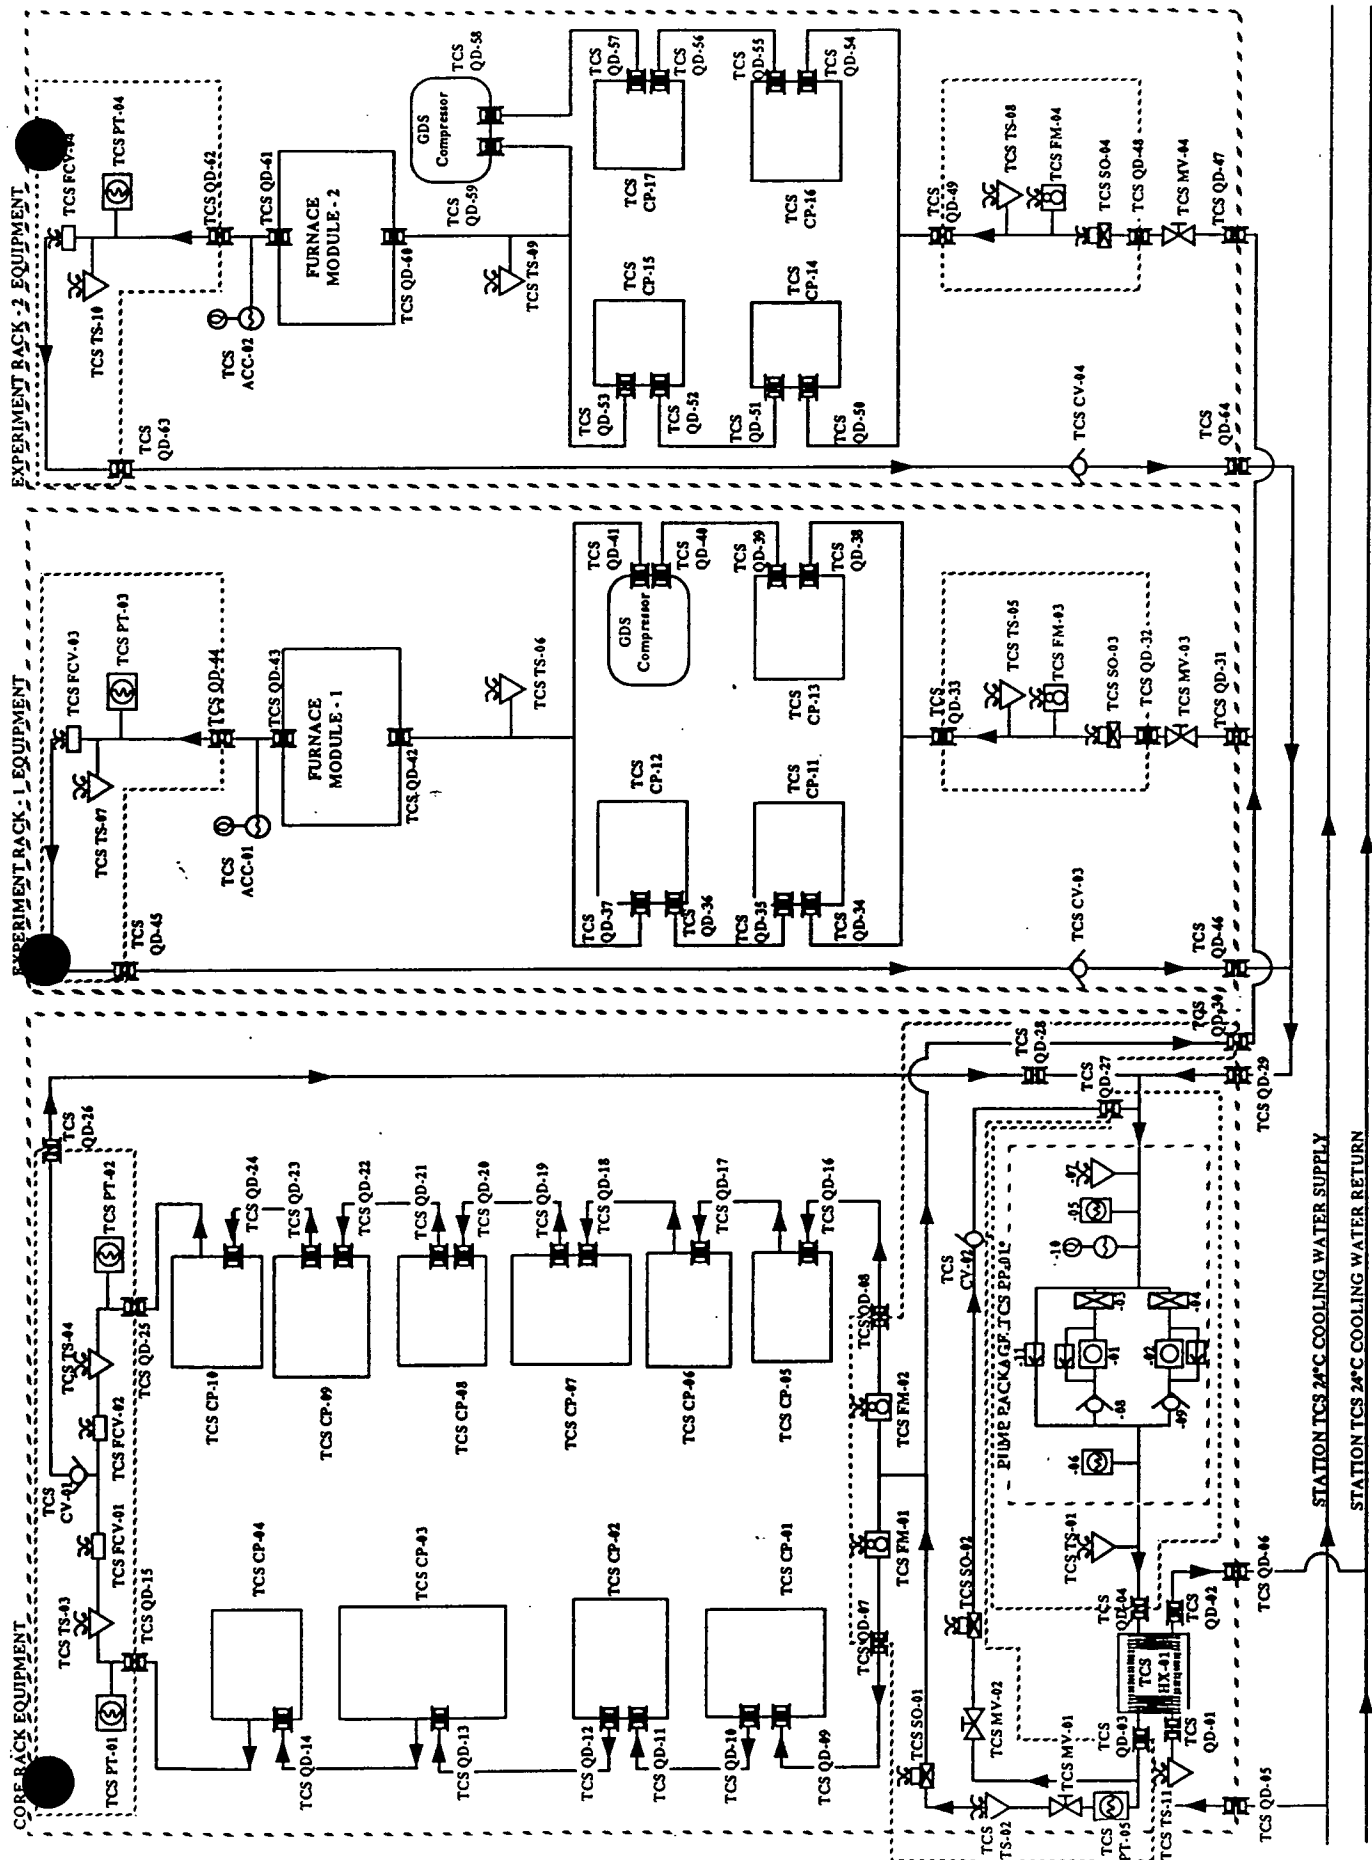 CORE RACK EQUIPMENT
TCS PT-01
TCS TS-03
TCS QD-15
TCS FCV-01
TCS
CV-01
TCS FCV-02
TCS TS-04
TCS QD-25
TCS PT-02
TCS
QD-26
TCS CP-04
TCS QD-14
TCS CP-03
TCS QD-13
TCS CP-02
TCS QD-12
TCS QD-11
TCS CP-01
TCS QD-10
TCS QD-09
TCS CP-10
TCS QD-24
TCS CP-09
TCS QD-23
TCS QD-22
TCS CP-08
TCS QD-21
TCS QD-20
TCS CP-07
TCS QD-19
TCS QD-18
TCS CP-06
TCS QD-17
TCS CP-05
TCS QD-16
TCS QD-07
TCS FM-01
TCS FM-02
TCS QD-08
TCS SO-01
TCS SO-02
TCS
CV-02
TCS MV-02
TCS MV-01
TCS
TS-02
TCS
PT-05
TCS
QD-03
TCS
QD-04
TCS TS-01
TCS
HX-01
TCS
QD-01
TCS
QD-02
TCS TS-11
TCS QD-05
TCS QD-06
PUMP PACKAGE TCS PP-01
-06
-08
-09
-11
-01
-02
-03
-04
-10
-05
-07
TCS
QD-27
TCS
QD-28
TCS QD-29
TCS
QD-30
STATION TCS 24°C COOLING WATER SUPPLY
STATION TCS 24°C COOLING WATER RETURN
EXPERIMENT RACK - 1 EQUIPMENT
TCS FCV-03
TCS PT-03
TCS TS-07
TCS QD-44
TCS
QD-45
TCS
ACC-01
TCS QD-43
FURNACE
MODULE - 1
TCS QD-42
TCS TS-06
TCS
QD-41
TCS
QD-40
GDS
Compressor
TCS
QD-39
TCS
QD-38
TCS
CP-13
TCS
CP-12
TCS
QD-37
TCS
QD-36
TCS
CP-11
TCS
QD-35
TCS
QD-34
TCS
QD-33
TCS TS-05
TCS FM-03
TCS SO-03
TCS QD-32
TCS MV-03
TCS QD-31
TCS CV-03
TCS
QD-46
EXPERIMENT RACK - 2 EQUIPMENT
TCS FCV-04
TCS PT-04
TCS TS-10
TCS QD-62
TCS
QD-63
TCS
ACC-02
TCS QD-61
FURNACE
MODULE - 2
TCS QD-60
TCS TS-09
TCS
QD-58
GDS
Compressor
TCS
QD-59
TCS
QD-57
TCS
QD-56
TCS
CP-17
TCS
QD-55
TCS
QD-54
TCS
CP-16
TCS
CP-15
TCS
QD-53
TCS
QD-52
TCS
CP-14
TCS
QD-51
TCS
QD-50
TCS
QD-49
TCS TS-08
TCS FM-04
TCS SO-04
TCS QD-48
TCS MV-04
TCS QD-47
TCS CV-04
TCS
QD-64